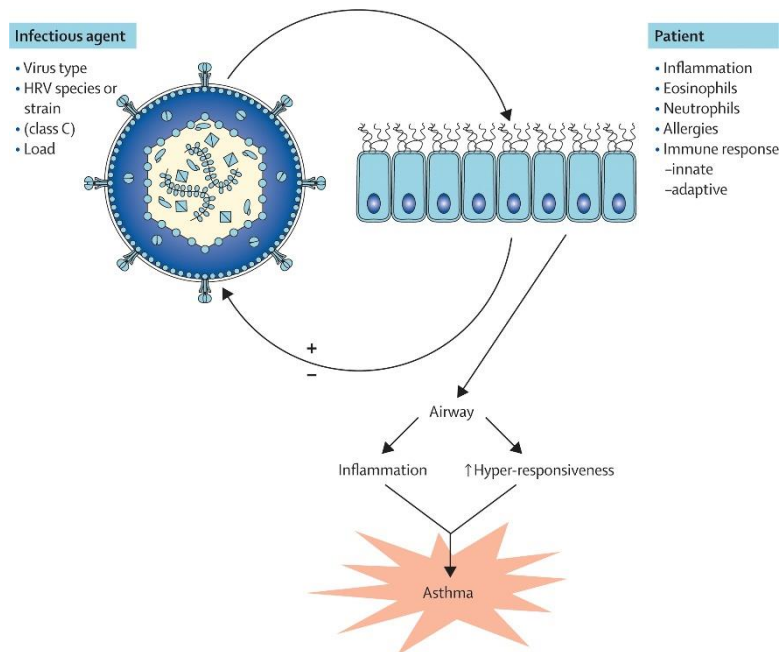 Infectious agent
• Virus type
• HRV species or
strain
• (class C)
• Load
Patient
• Inflammation
• Eosinophils
• Neutrophils
• Allergies
• Immune response
–innate
–adaptive
+
–
Airway
Inflammation
↑Hyper-responsiveness
Asthma